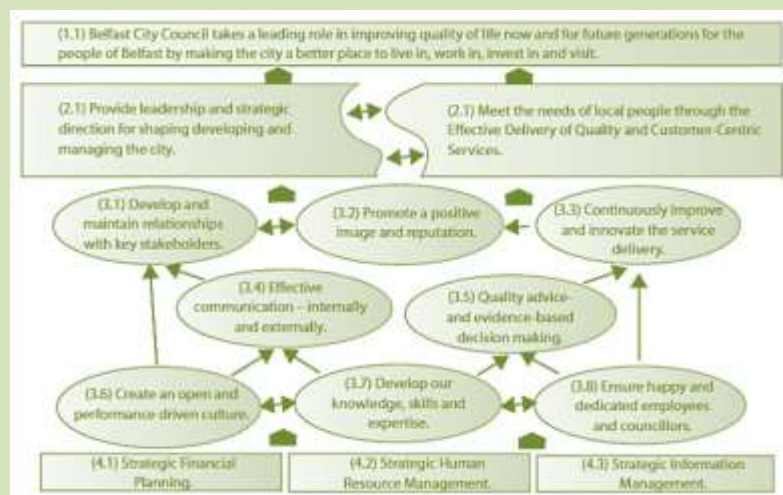 (1.1) Belfast City Council takes a leading role in improving quality of life now and for future generations for the
people of Belfast by making the city a better place to live in, work in, invest in and visit.
(2.1) Provide leadership and strategic
direction for shaping developing and
managing the city.
(2.1) Meet the needs of local people through the
Effective Delivery of Quality and Customer-Centric
Services.
(3.1) Develop and
maintain relationships
with key stakeholders.
(3.2) Promote a positive
image and reputation.
(3.3) Continuously improve
and innovate the service
delivery.
(3.4) Effective
communication – internally
and externally.
(3.5) Quality advice-
and evidence-based
decision making.
(3.6) Create an open and
performance driven culture.
(3.7) Develop our
knowledge, skills and
expertise.
(3.8) Ensure happy and
dedicated employees
and councillors.
(4.1) Strategic Financial
Planning.
(4.2) Strategic Human
Resource Management.
(4.3) Strategic Information
Management.